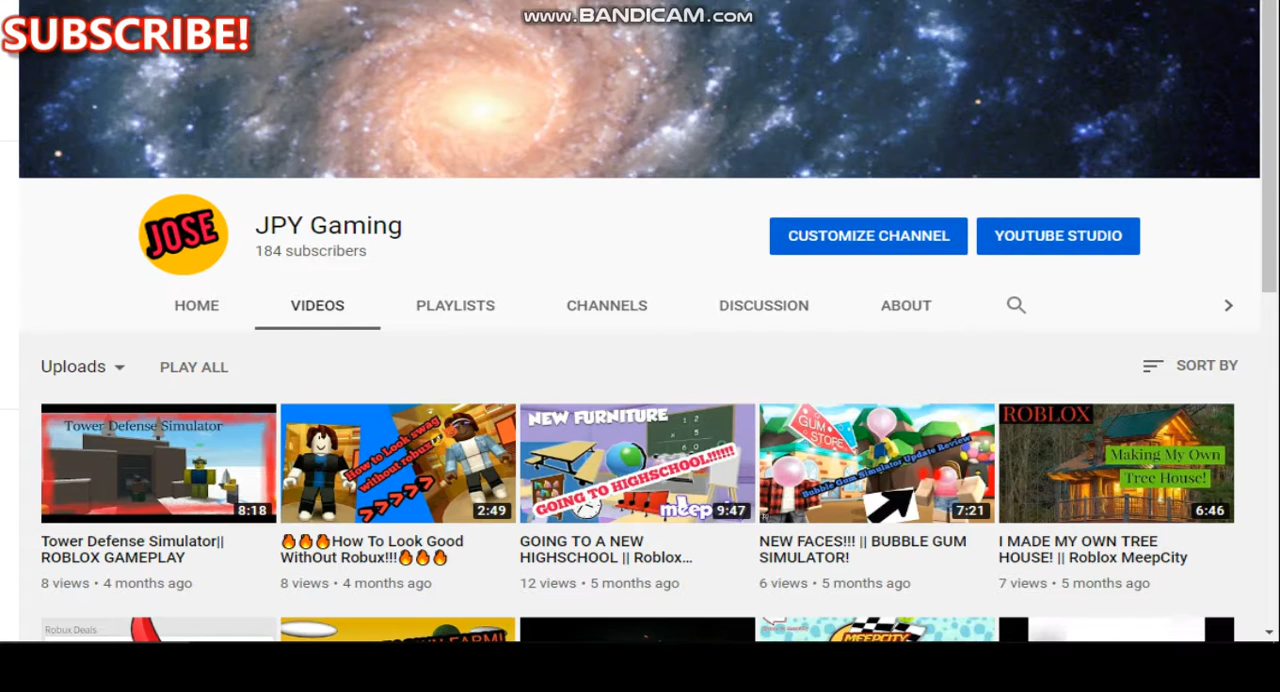 www.BANDICAM.com
SUBSCRIBE!
JOSE
JPY Gaming
184 subscribers
CUSTOMIZE CHANNEL
YOUTUBE STUDIO
HOME
VIDEOS
PLAYLISTS
CHANNELS
DISCUSSION
ABOUT
Uploads
PLAY ALL
SORT BY
Tower Defense Simulator
8:18
How to Look swag
without robux
>>>>>
2:49
NEW FURNITURE
GOING TO HIGHSCHOOL!!!!!!
meep
9:47
GUM
STORE
Bubble Gum Simulator Update Review
7:21
ROBLOX
Making My Own
Tree House!
6:46
Tower Defense Simulator||
ROBLOX GAMEPLAY
8 views • 4 months ago
🔥🔥🔥How To Look Good
WithOut Robux!!!🔥🔥🔥
8 views • 4 months ago
GOING TO A NEW
HIGHSCHOOL || Roblox...
12 views • 5 months ago
NEW FACES!!! || BUBBLE GUM
SIMULATOR!
6 views • 5 months ago
I MADE MY OWN TREE
HOUSE! || Roblox MeepCity
7 views • 5 months ago
Robux Deals
FARM!
MEEPCITY